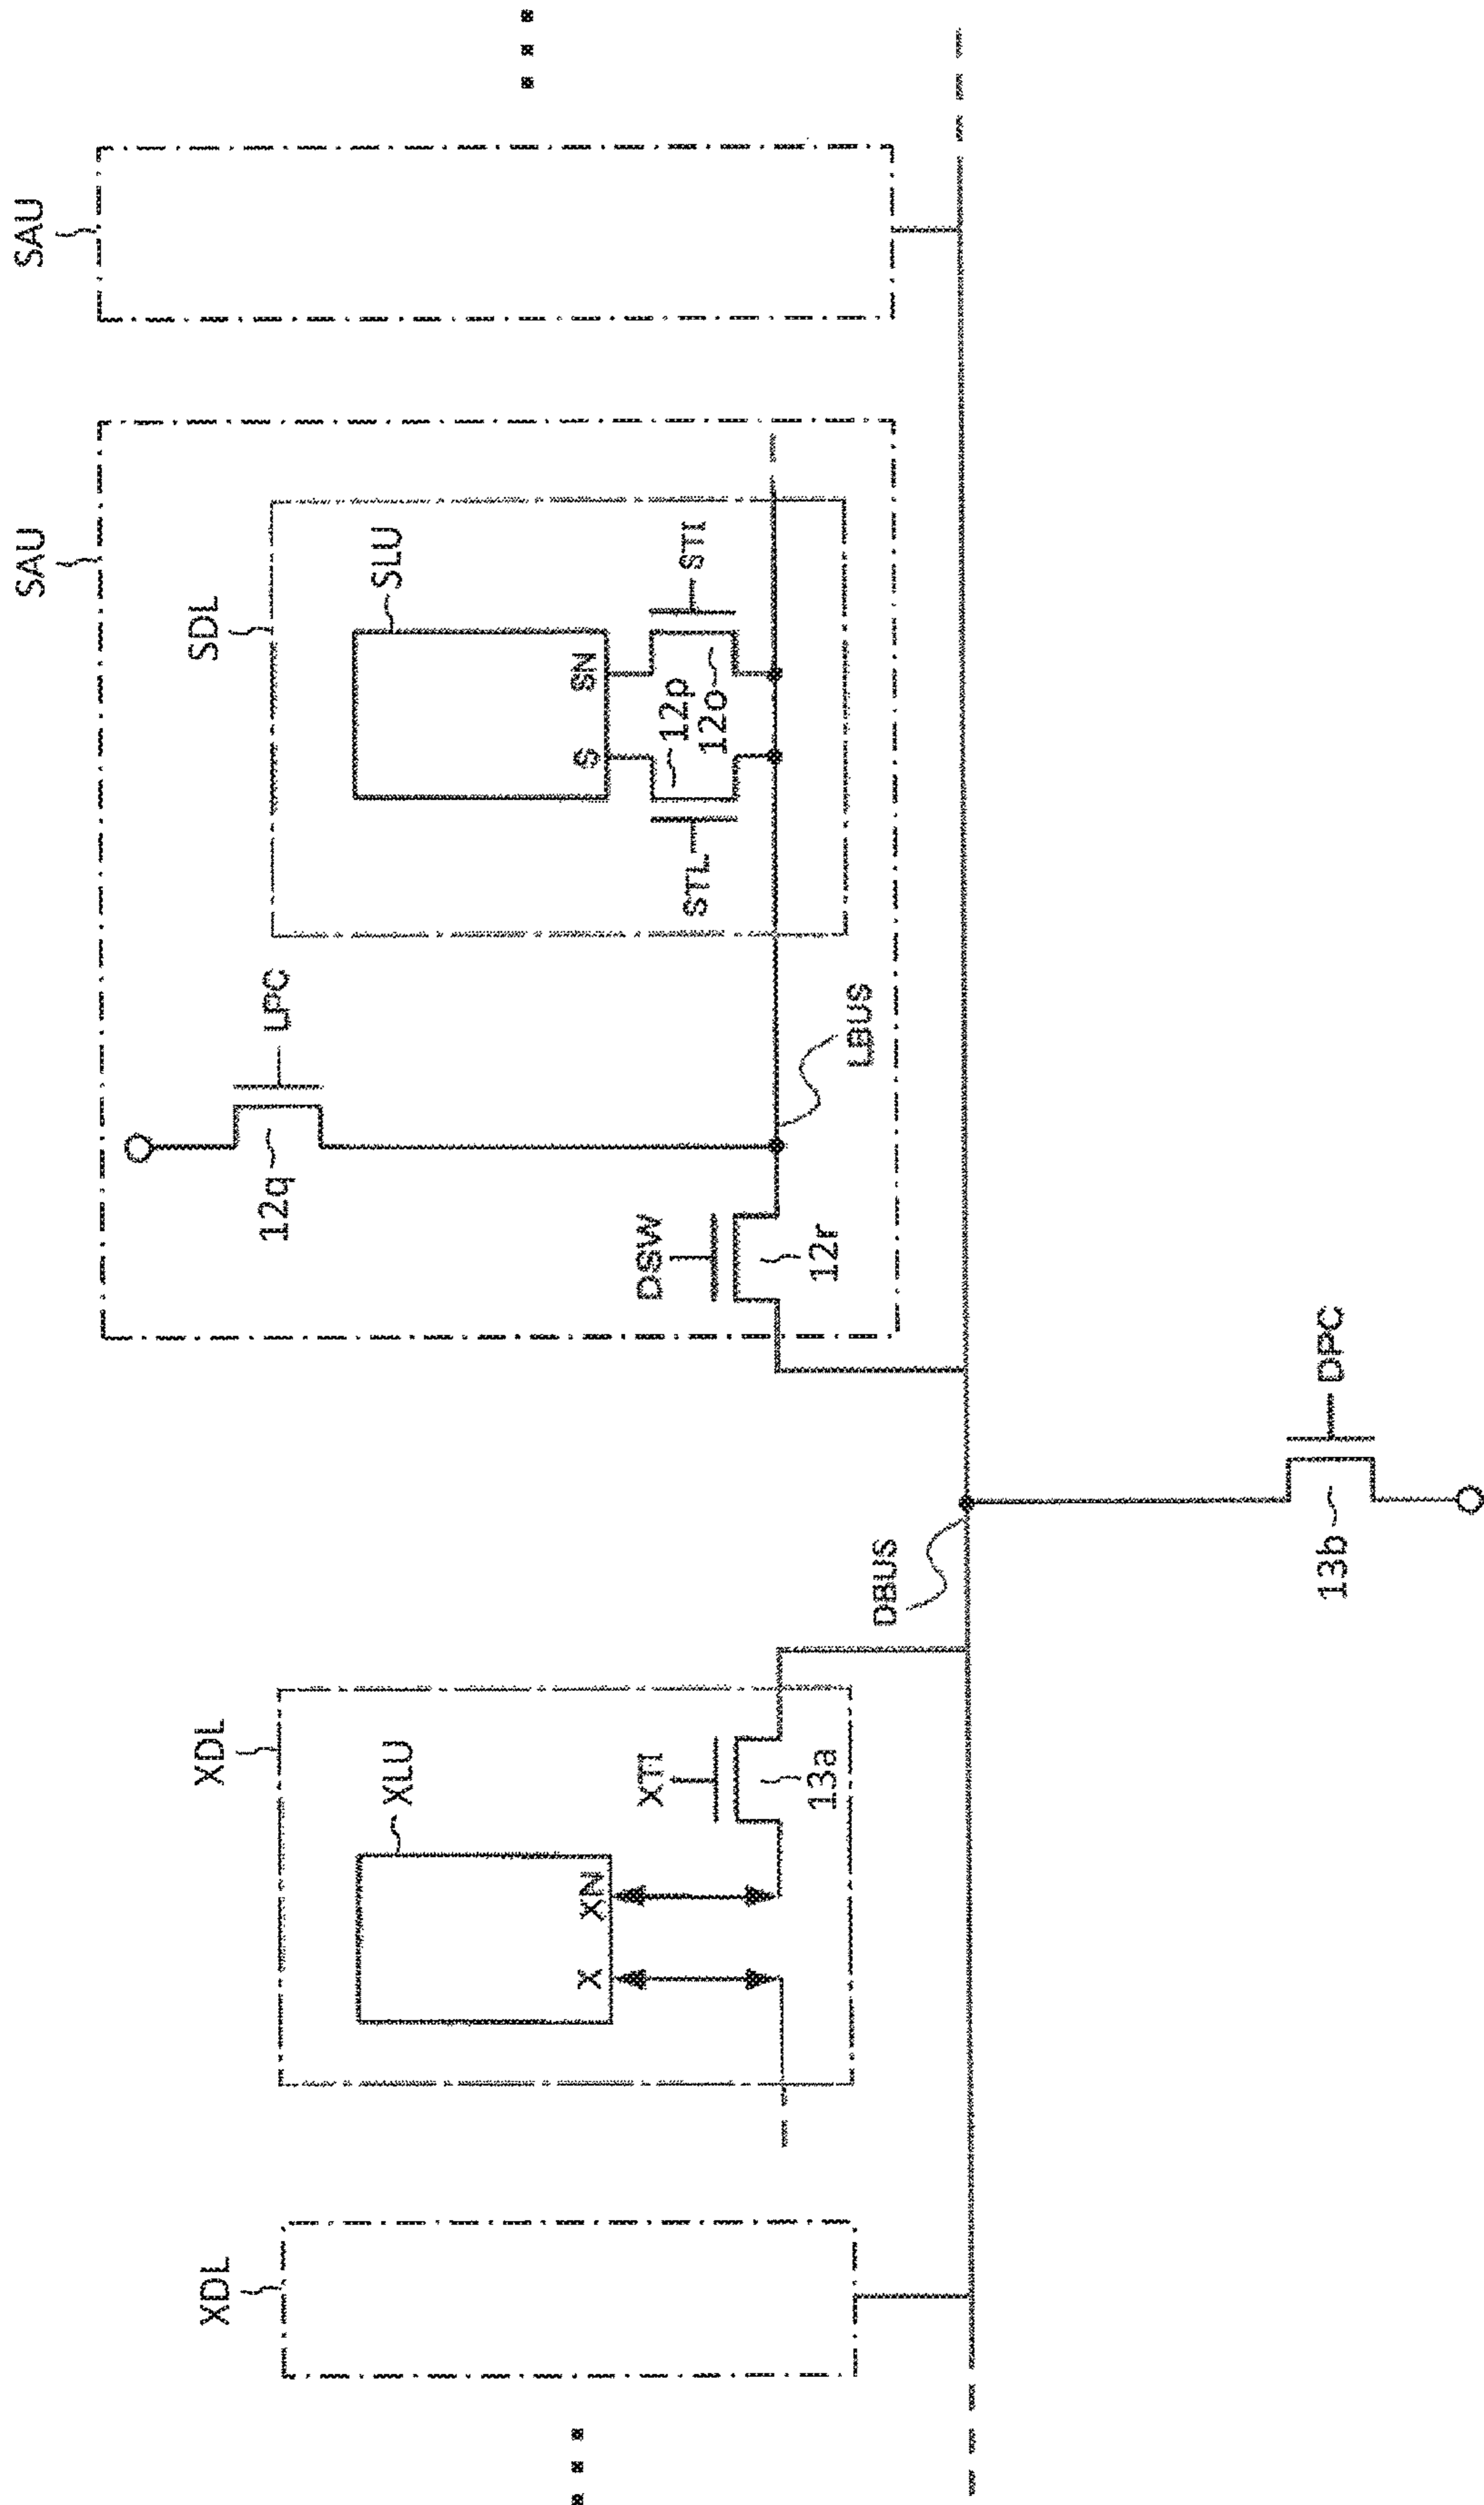 SAU
SAU
SDL
SLU
SN
S
STI
12p
12o
STL
LPC
12q
LBUS
DSW
12r
DPC
13b
DBUS
XDL
XLU
XTI
13a
XN
X
XDL